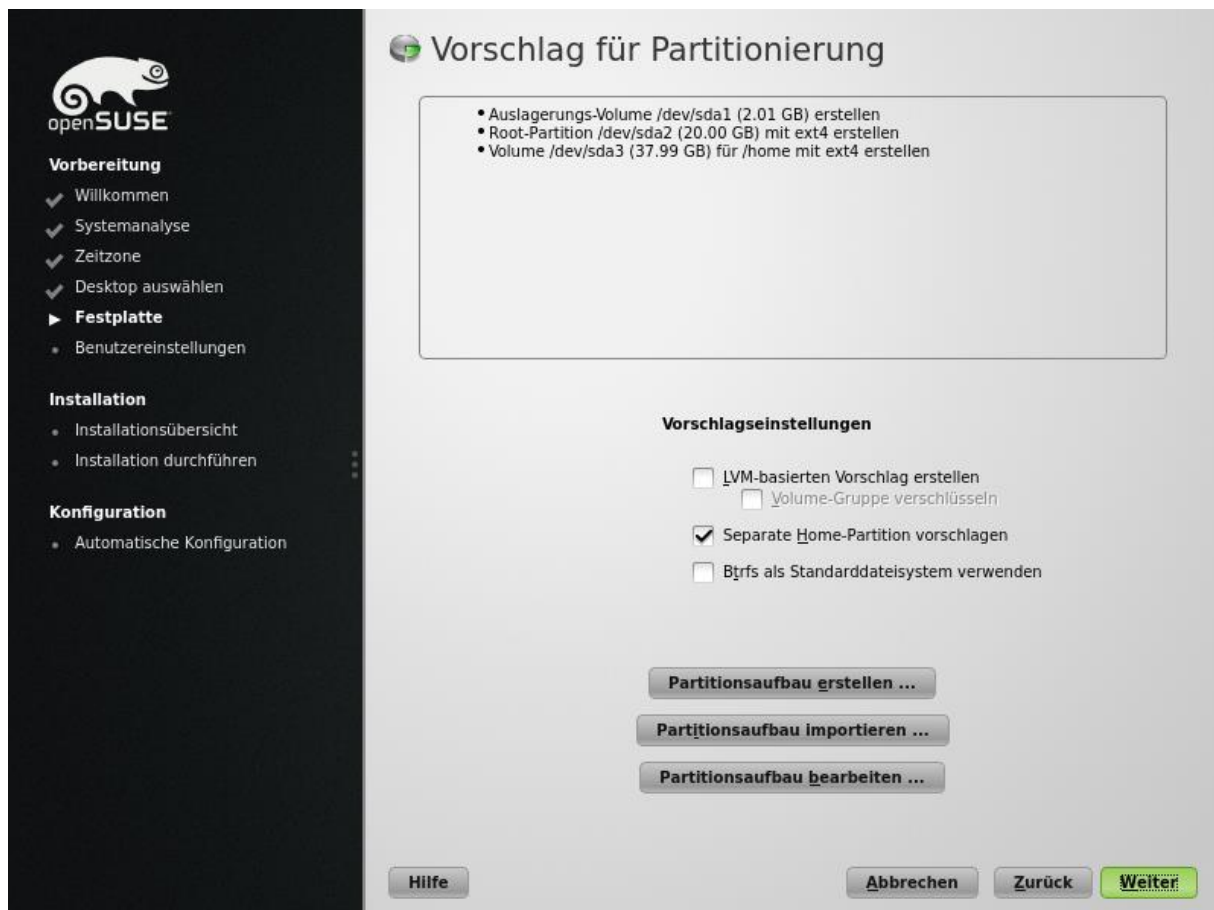 openSUSE
Vorbereitung
Willkommen
Systemanalyse
Zeitzone
Desktop auswählen
Festplatte
Benutzereinstellungen
Installation
Installationsübersicht
Installation durchführen
Konfiguration
Automatische Konfiguration
Vorschlag für Partitionierung
• Auslagerungs-Volume /dev/sda1 (2.01 GB) erstellen
• Root-Partition /dev/sda2 (20.00 GB) mit ext4 erstellen
• Volume /dev/sda3 (37.99 GB) für /home mit ext4 erstellen
Vorschlagseinstellungen
LVM-basierten Vorschlag erstellen
Volume-Gruppe verschlüsseln
Separate Home-Partition vorschlagen
Btrfs als Standarddateisystem verwenden
Partitionsaufbau erstellen ...
Partitionsaufbau importieren ...
Partitionsaufbau bearbeiten ...
Hilfe
Abbrechen
Zurück
Weiter